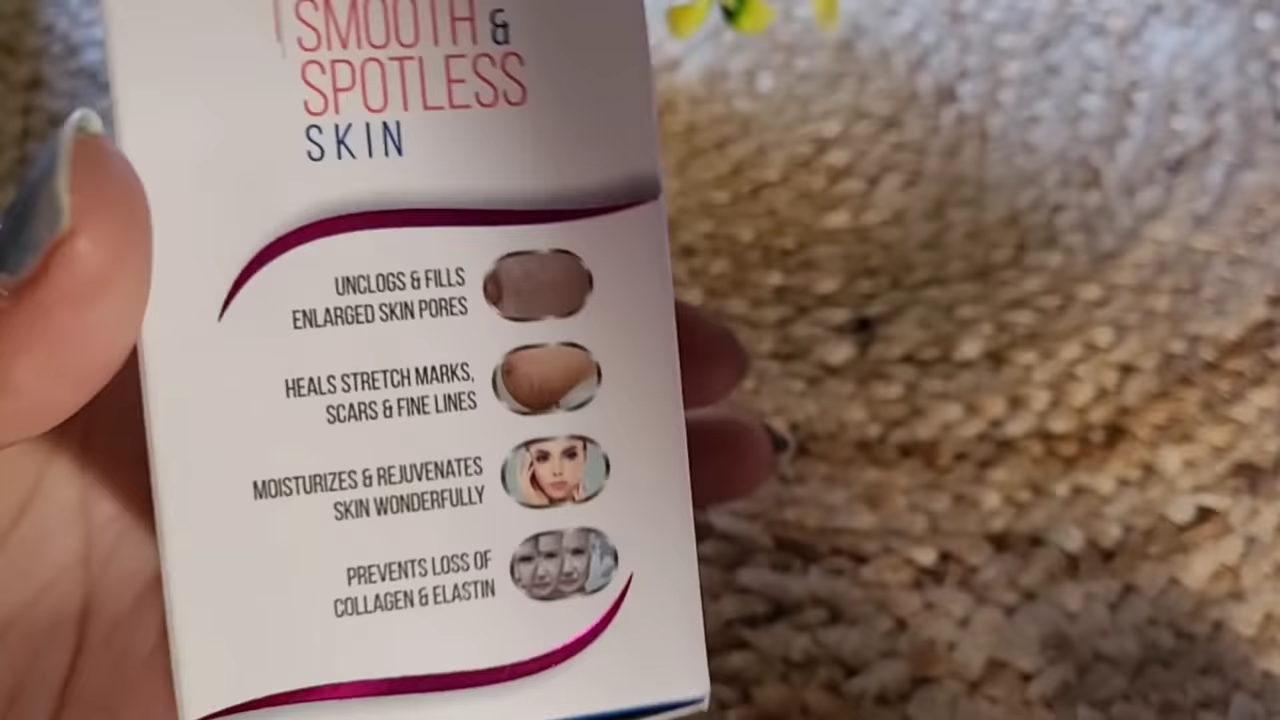 SMOOTH &
SPOTLESS
SKIN
UNCLOGS & FILLS
ENLARGED SKIN PORES
HEALS STRETCH MARKS,
SCARS & FINE LINES
MOISTURIZES & REJUVENATES
SKIN WONDERFULLY
PREVENTS LOSS OF
COLLAGEN & ELASTIN